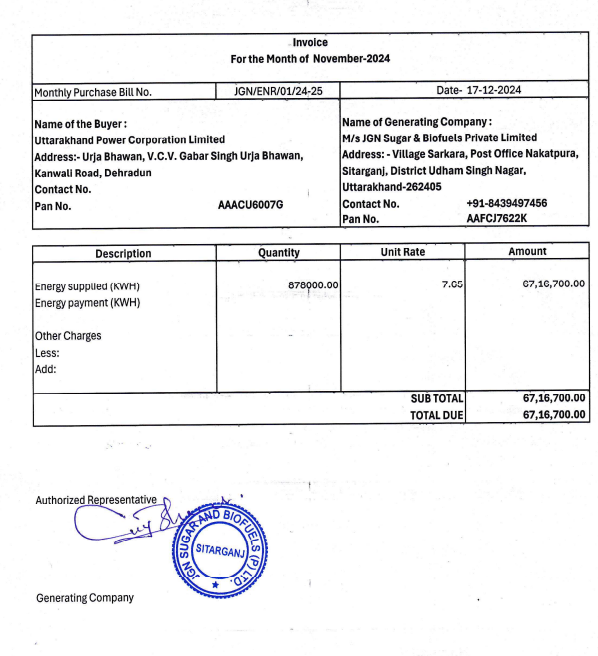 Invoice
For the Month of November-2024
Monthly Purchase Bill No. JGN/ENR/01/24-25 Date- 17-12-2024
Name of the Buyer :
Uttarakhand Power Corporation Limited
Address:- Urja Bhawan, V.C.V. Gabar Singh Urja Bhawan,
Kanwali Road, Dehradun
Contact No.
Pan No. AAACU6007G
Name of Generating Company :
M/s JGN Sugar & Biofuels Private Limited
Address: - Village Sarkara, Post Office Nakatpura,
Sitarganj, District Udham Singh Nagar,
Uttarakhand-262405
Contact No. +91-8439497456
Pan No. AAFCJ7622K
Description Quantity Unit Rate Amount
Energy supplied (KWH) 878000.00 7.65 67,16,700.00
Energy payment (KWH)
Other Charges -
Less:
Add:
SUB TOTAL 67,16,700.00
TOTAL DUE 67,16,700.00
Authorized Representative
JGN SUGAR AND BIOFUELS (P) LTD.
SITARGANJ
Generating Company